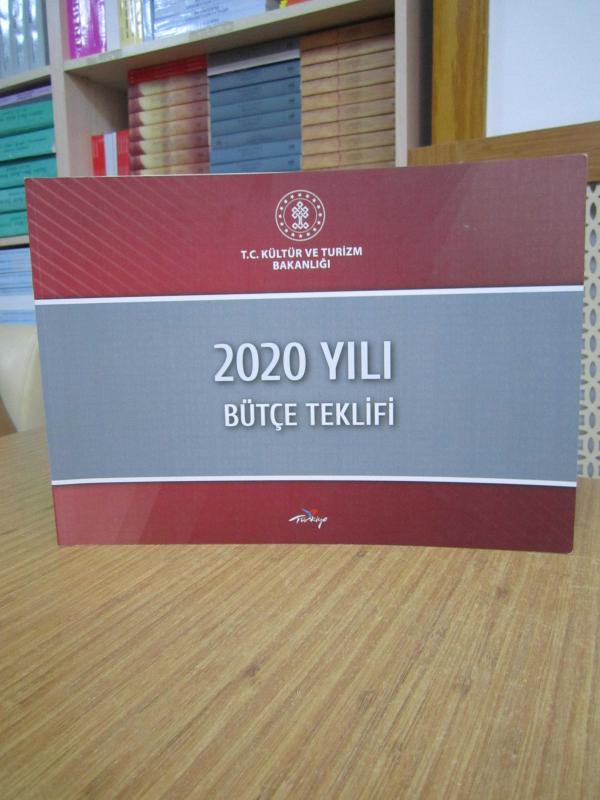 T.C. KÜLTÜR VE TURİZM
BAKANLIĞI
2020 YILI
BÜTÇE TEKLİFİ
Türkiye